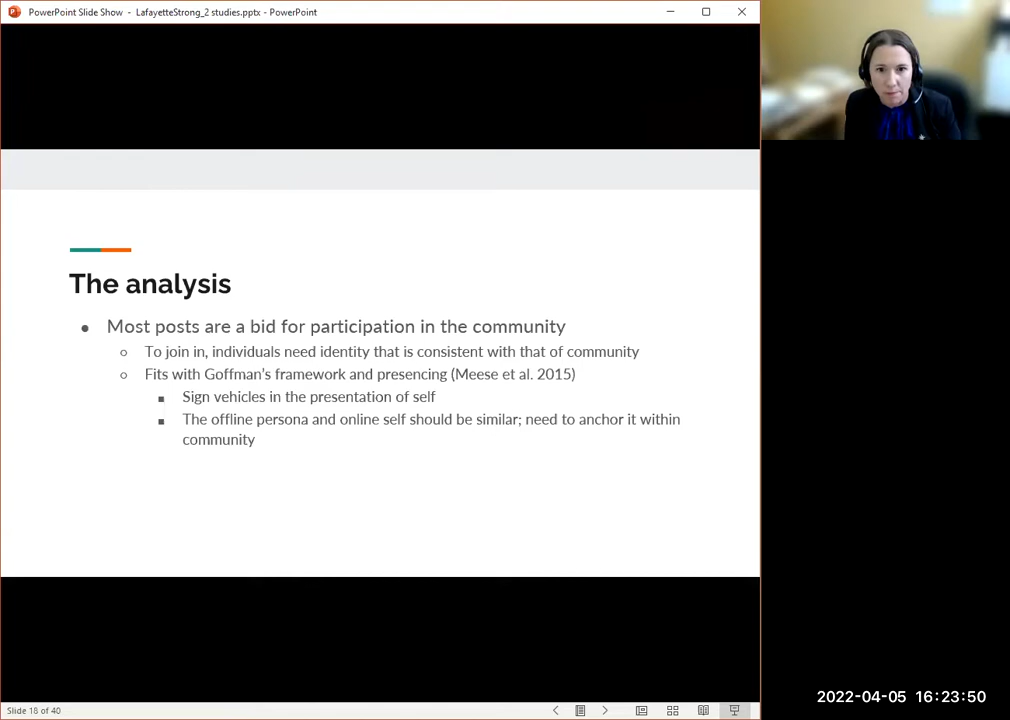 PowerPoint Slide Show - LafayetteStrong_2 studies.pptx - PowerPoint
The analysis
Most posts are a bid for participation in the community
To join in, individuals need identity that is consistent with that of community
Fits with Goffman's framework and presencing (Meese et al. 2015)
Sign vehicles in the presentation of self
The offline persona and online self should be similar; need to anchor it within
community
2022-04-05 16:23:50
Slide 18 of 40